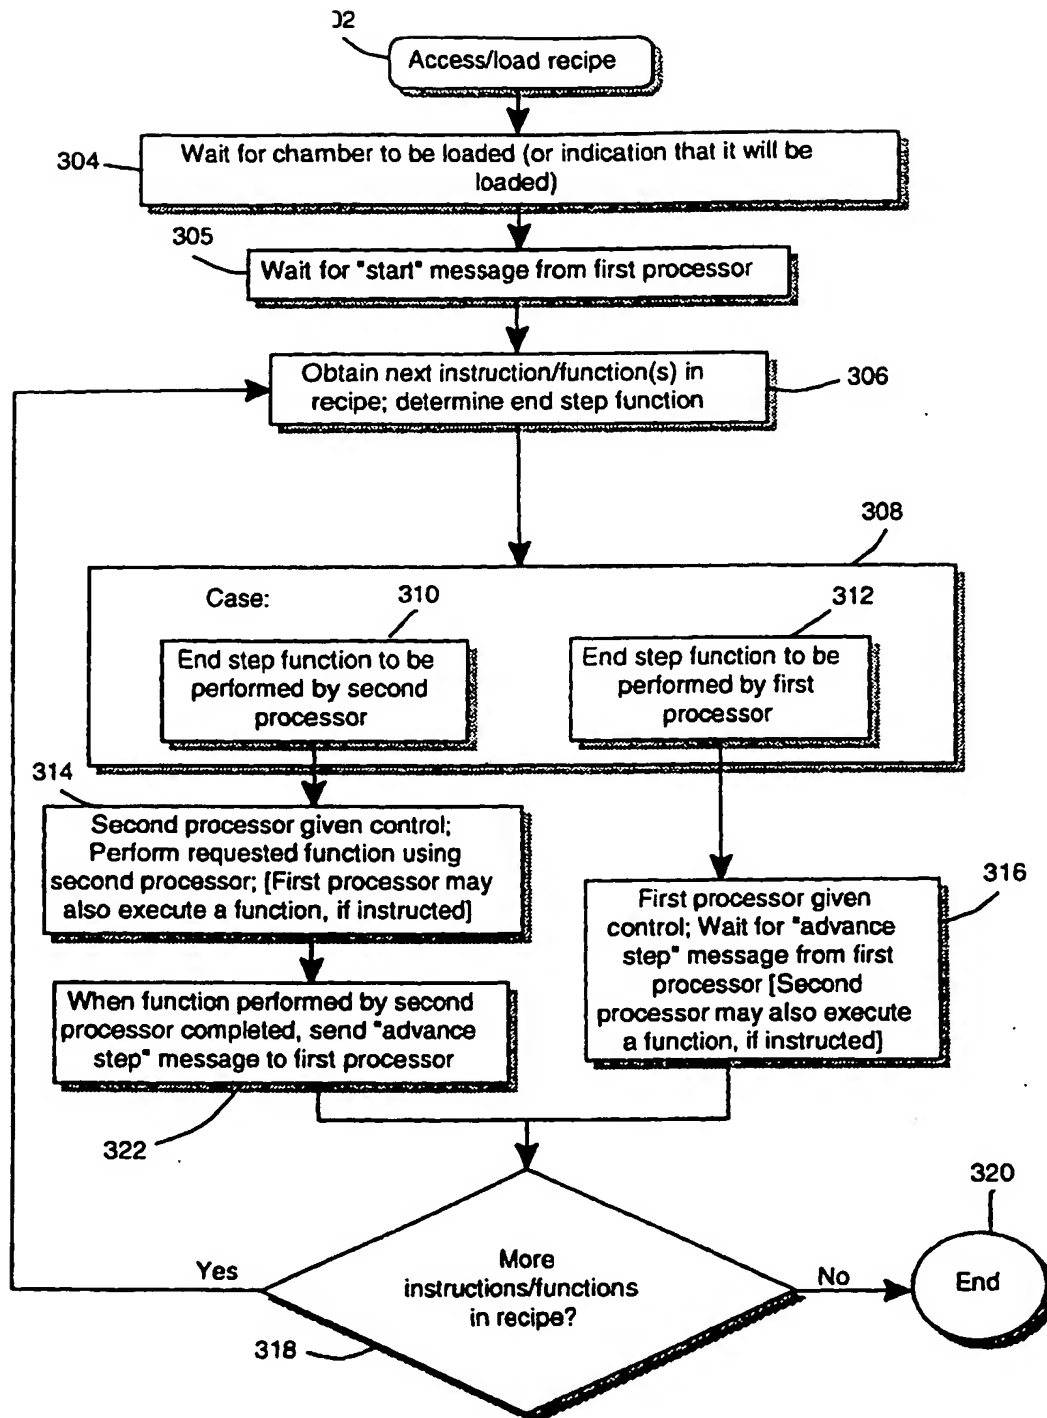 02
Access/load recipe
304
Wait for chamber to be loaded (or indication that it will be
loaded)
305
Wait for "start" message from first processor
Obtain next instruction/function(s) in
recipe; determine end step function
306
308
Case:
310
312
End step function to be
performed by second
processor
End step function to be
performed by first
processor
314
Second processor given control;
Perform requested function using
second processor; [First processor may
also execute a function, if instructed]
316
First processor given
control; Wait for "advance
step" message from first
processor [Second
processor may also execute
a function, if instructed]
When function performed by second
processor completed, send "advance
step" message to first processor
322
More
instructions/functions
in recipe?
Yes
No
318
320
End